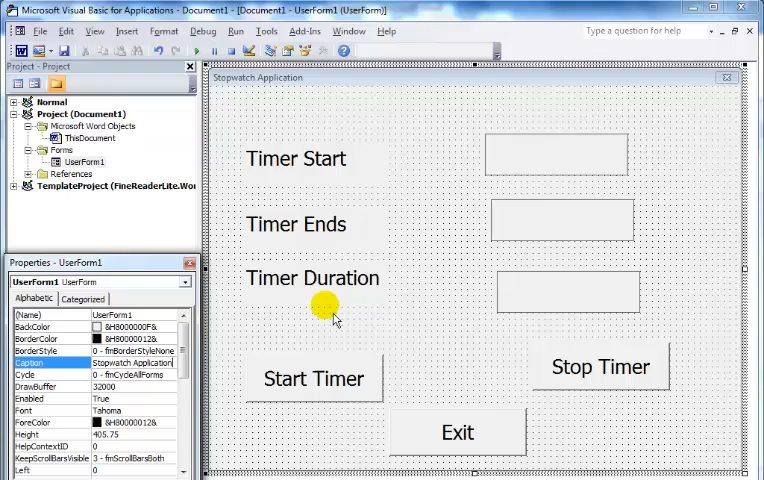 Microsoft Visual Basic for Applications - Document1 - [Document1 - UserForm1 (UserForm)]
File Edit View Insert Format Debug Run Tools Add-Ins Window Help
Type a question for help
Project - Project
Normal
Project (Document1)
Microsoft Word Objects
ThisDocument
Forms
UserForm1
References
TemplateProject (FineReaderLite.Wor
Properties - UserForm1
UserForm1 UserForm
Alphabetic Categorized
(Name) UserForm1
BackColor &H8000000F&
BorderColor &H80000012&
BorderStyle 0 - fmBorderStyleNone
Caption Stopwatch Application
Cycle 0 - fmCycleAllForms
DrawBuffer 32000
Enabled True
Font Tahoma
ForeColor &H80000012&
Height 405.75
HelpContextID 0
KeepScrollBarsVisible 3 - fmScrollBarsBoth
Left 0
Stopwatch Application
Timer Start
Timer Ends
Timer Duration
Start Timer
Stop Timer
Exit